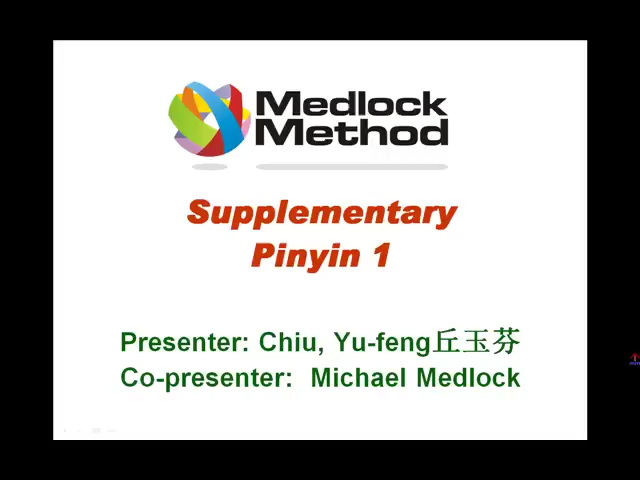 Medlock
Method
Supplementary
Pinyin 1
Presenter: Chiu, Yu-feng丘玉芬
Co-presenter: Michael Medlock